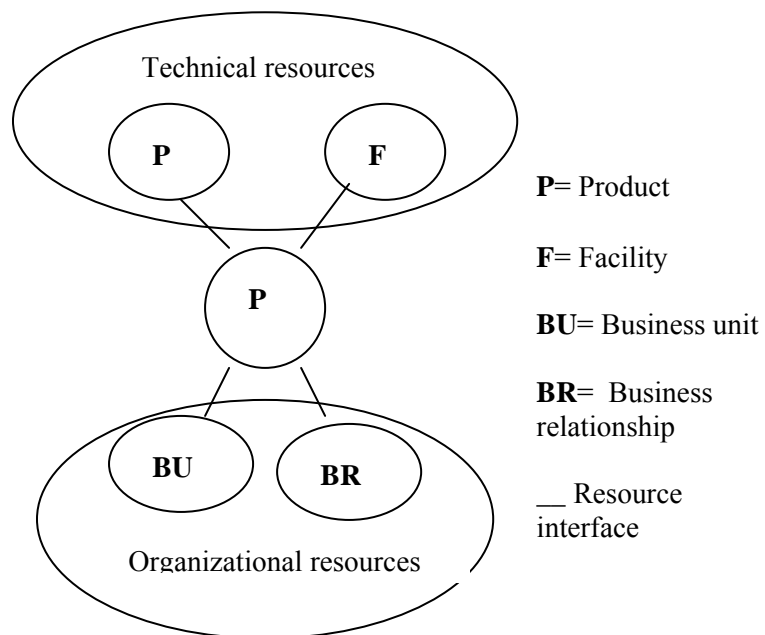 Technical resources
P
F
P
BU
BR
Organizational resources
P= Product
F= Facility
BU= Business unit
BR= Business
relationship
__ Resource
interface